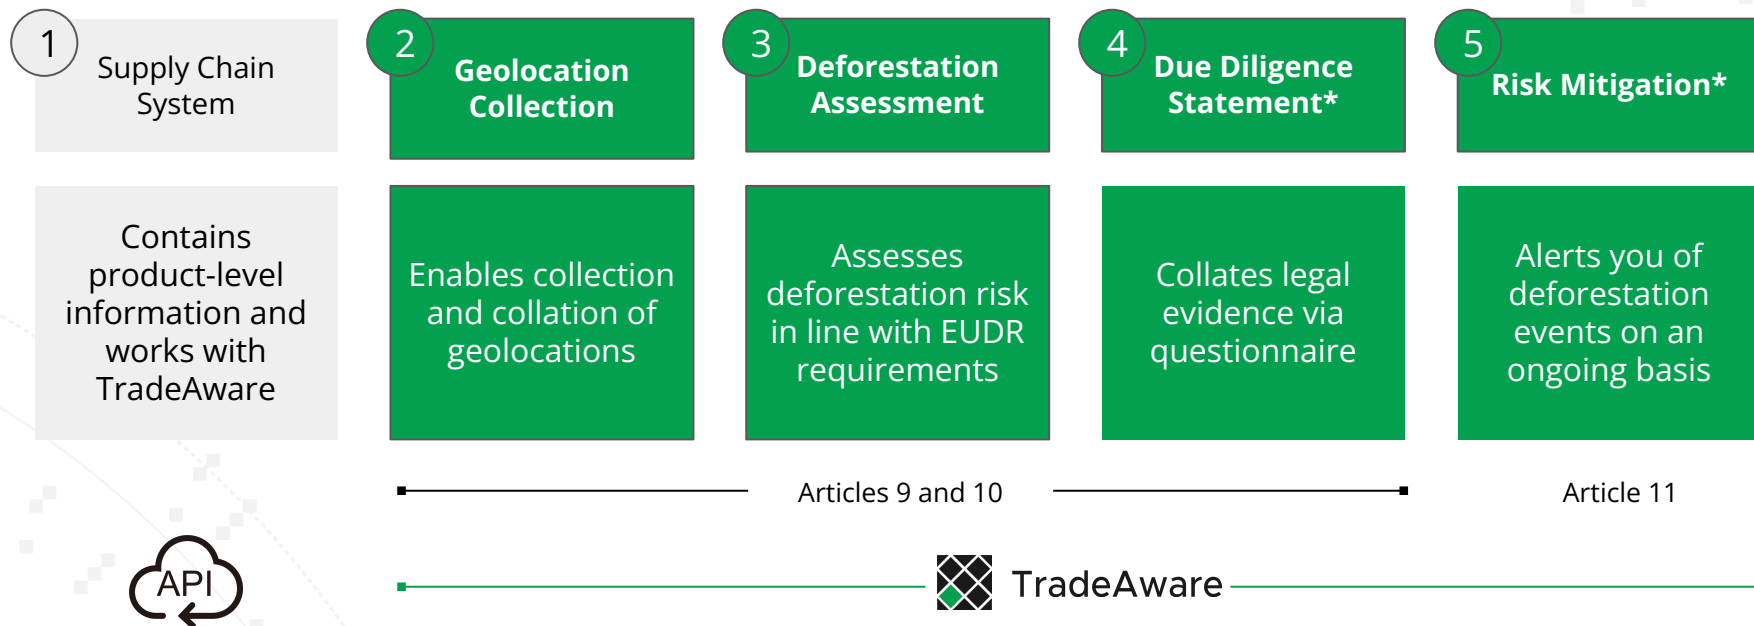 1
Supply Chain
System
2
Geolocation
Collection
3
Deforestation
Assessment
4
Due Diligence
Statement*
5
Risk Mitigation*
Contains
product-level
information and
works with
TradeAware
Enables collection
and collation of
geolocations
Assesses
deforestation risk
in line with EUDR
requirements
Collates legal
evidence via
questionnaire
Alerts you of
deforestation
events on an
ongoing basis
Articles 9 and 10
Article 11
API
TradeAware